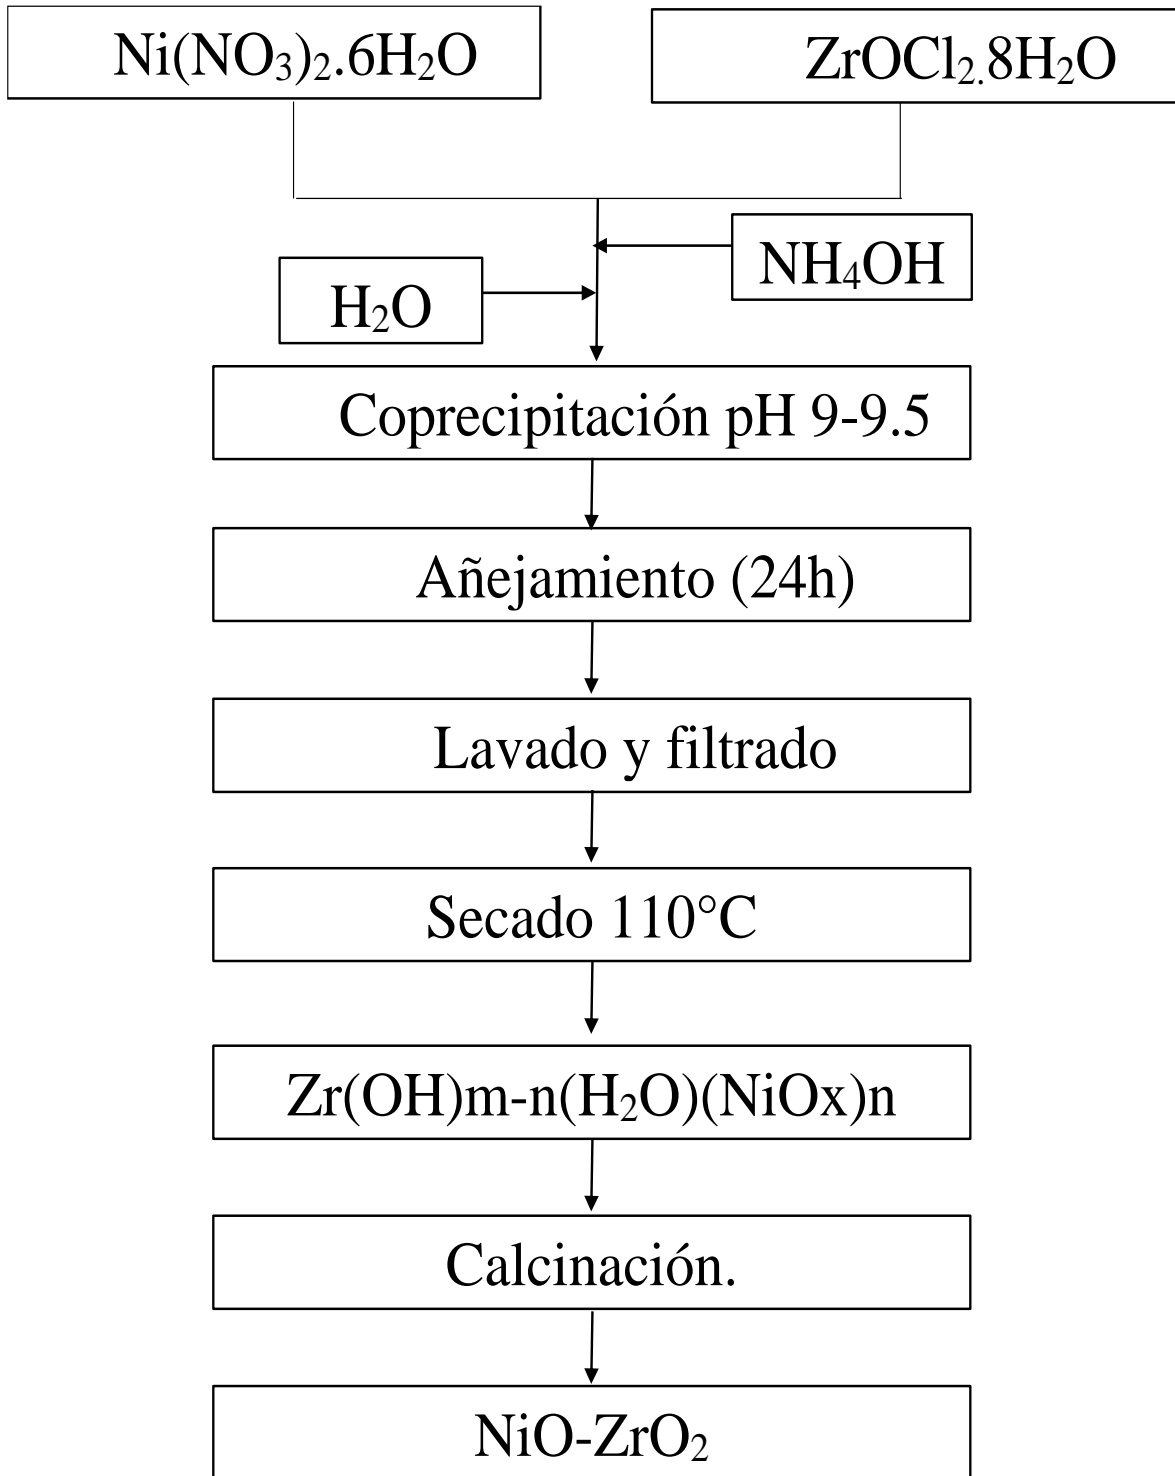 Ni(NO₃)₂.6H₂O
ZrOCl₂.8H₂O
NH₄OH
H₂O
Coprecipitación pH 9-9.5
Añejamiento (24h)
Lavado y filtrado
Secado 110°C
Zr(OH)m-n(H₂O)(NiOx)n
Calcinación.
NiO-ZrO₂